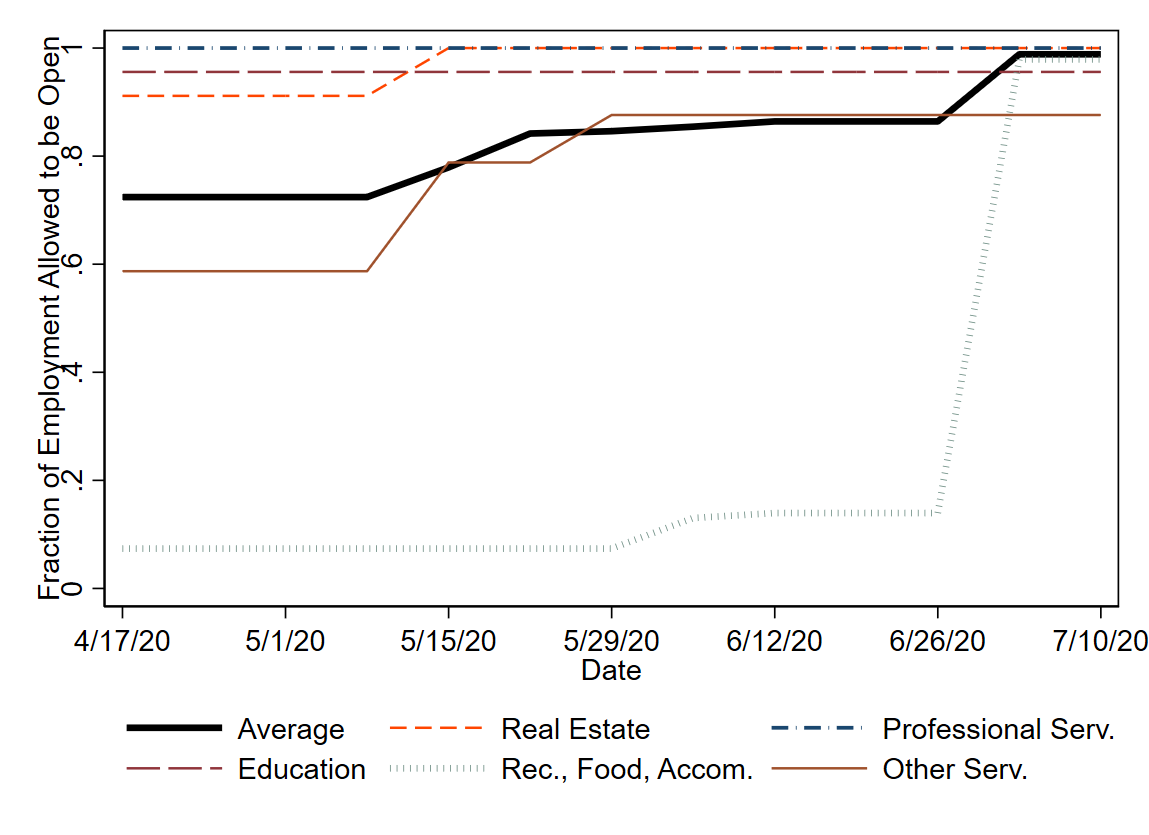 Fraction of Employment Allowed to be Open
1
.8
.6
.4
.2
0
4/17/20 5/1/20 5/15/20 5/29/20 6/12/20 6/26/20 7/10/20
Date
Average Real Estate Professional Serv.
Education Rec., Food, Accom. Other Serv.